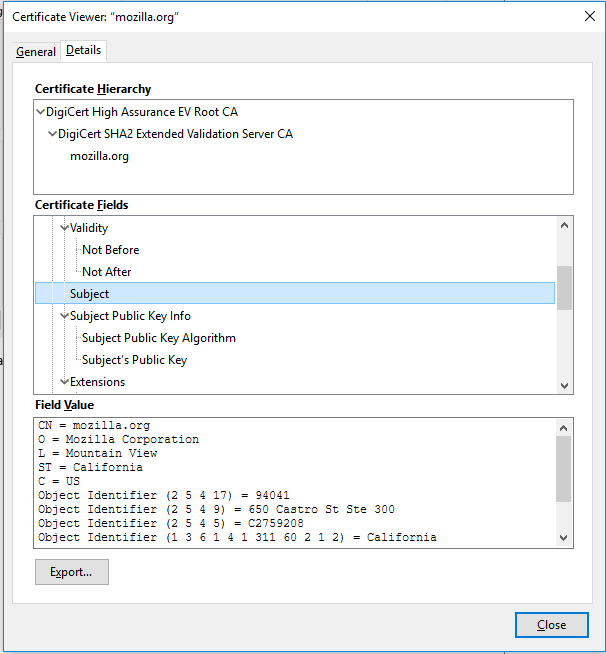 Certificate Viewer: “mozilla.org”
General Details
Certificate Hierarchy
DigiCert High Assurance EV Root CA
DigiCert SHA2 Extended Validation Server CA
mozilla.org
Certificate Fields
Validity
Not Before
Not After
Subject
Subject Public Key Info
Subject Public Key Algorithm
Subject’s Public Key
Extensions
Field Value
CN = mozilla.org
O = Mozilla Corporation
L = Mountain View
ST = California
C = US
Object Identifier (2 5 4 17) = 94041
Object Identifier (2 5 4 9) = 650 Castro St Ste 300
Object Identifier (2 5 4 5) = C2759208
Object Identifier (1 3 6 1 4 1 311 60 2 1 2) = California
Export...
Close